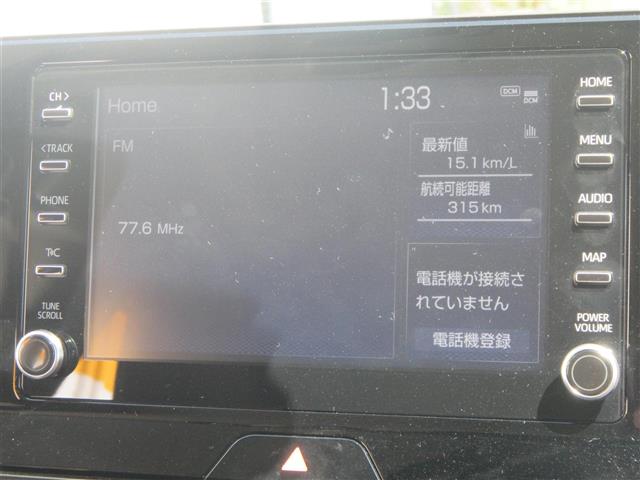 CH >
< TRACK
PHONE
T・C
TUNE
SCROLL
Home
1:33
DCM
DCM
FM
77.6 MHz
最新値
15.1 km/L
航続可能距離
315 km
電話機が接続さ
れていません
電話機登録
HOME
MENU
AUDIO
MAP
POWER
VOLUME